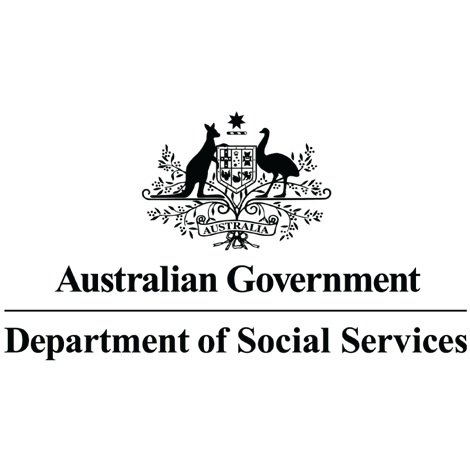 AUSTRALIA
Australian Government
Department of Social Services